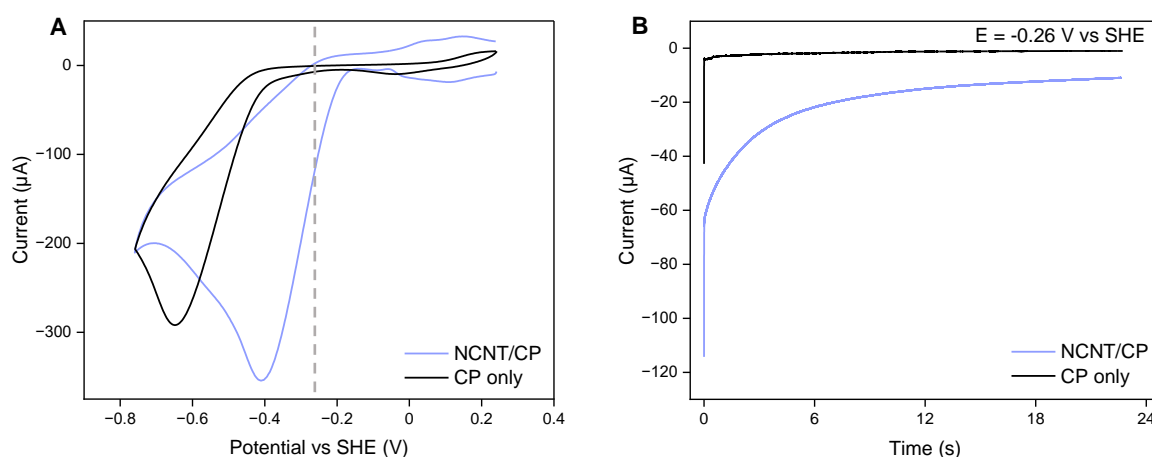 A
0
−100
−200
−300
Current (µA)
−0.8
−0.6
−0.4
−0.2
0
0.2
0.4
Potential vs SHE (V)
NCNT/CP
CP only
B
E = -0.26 V vs SHE
0
−20
−40
−60
−80
−100
−120
Current (µA)
0
6
12
18
24
Time (s)
NCNT/CP
CP only